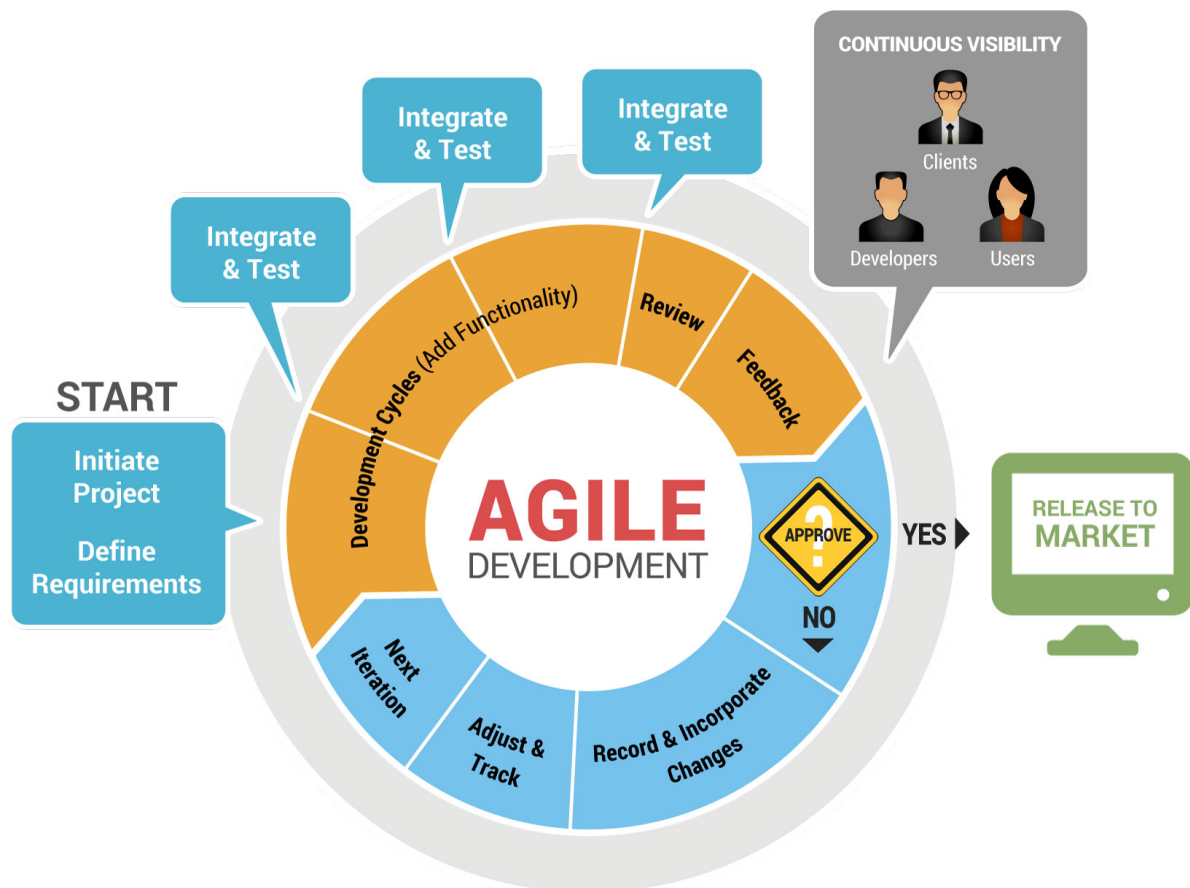 START
Initiate
Project
Define
Requirements
Integrate
& Test
Integrate
& Test
Integrate
& Test
CONTINUOUS VISIBILITY
Clients
Developers
Users
Development Cycles (Add Functionality)
Review
Feedback
?
APPROVE
YES
NO
RELEASE TO
MARKET
Record & Incorporate
Changes
Adjust &
Track
Next
Iteration
AGILE
DEVELOPMENT